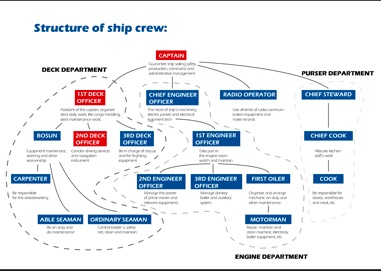 Structure of ship crew:
CAPTAIN
Guarantee ship sailing safety
production, command and
administrative management
DECK DEPARTMENT
PURSER DEPARTMENT
1ST DECK
OFFICER
Assistant of the captain, organize
deck daily work, like cargo handling,
deck maintenance work.
CHIEF ENGINEER
OFFICER
The head of ship's machinery,
electric power and electrical
equipment
RADIO OPERATOR
Use all kinds of radio communi-
cation equipment and
make records
CHIEF STEWARD
BOSUN
Equipment maintenance,
steering and other
work
2ND DECK
OFFICER
Conduct driving devices
and navigation
instrument
3RD DECK
OFFICER
Be in charge of rescue
and fire fighting
equipment
1ST ENGINEER
OFFICER
Take part in
the engine room
watch and maintain
CHIEF COOK
Allocate kitchen
staff's work
CARPENTER
Be responsible
for the woodworking
2ND ENGINEER
OFFICER
Manage the power
of prime mover and
relevant equipments
3RD ENGINEER
OFFICER
Manage donkey
boiler and auxiliary
system
FIRST OILER
Organize and arrange
mechanic on duty and
other maintenance
COOK
Be responsible for
stoves, warehouse
and meal, etc
ABLE SEAMAN
Be on duty and
do maintenance
ORDINARY SEAMAN
Control boiler is safety
net, clean and maintain
MOTORMAN
Repair, maintain and
clean machine, electricity,
boiler equipment, etc
ENGINE DEPARTMENT